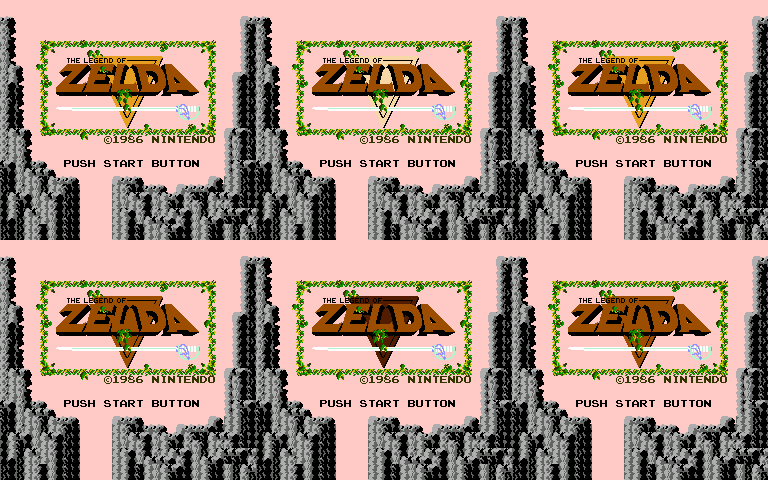 THE LEGEND OF
ZELDA
©1986 NINTENDO
PUSH START BUTTON
THE LEGEND OF
ZELDA
©1986 NINTENDO
PUSH START BUTTON
THE LEGEND OF
ZELDA
©1986 NINTENDO
PUSH START BUTTON
THE LEGEND OF
ZELDA
©1986 NINTENDO
PUSH START BUTTON
THE LEGEND OF
ZELDA
©1986 NINTENDO
PUSH START BUTTON
THE LEGEND OF
ZELDA
©1986 NINTENDO
PUSH START BUTTON